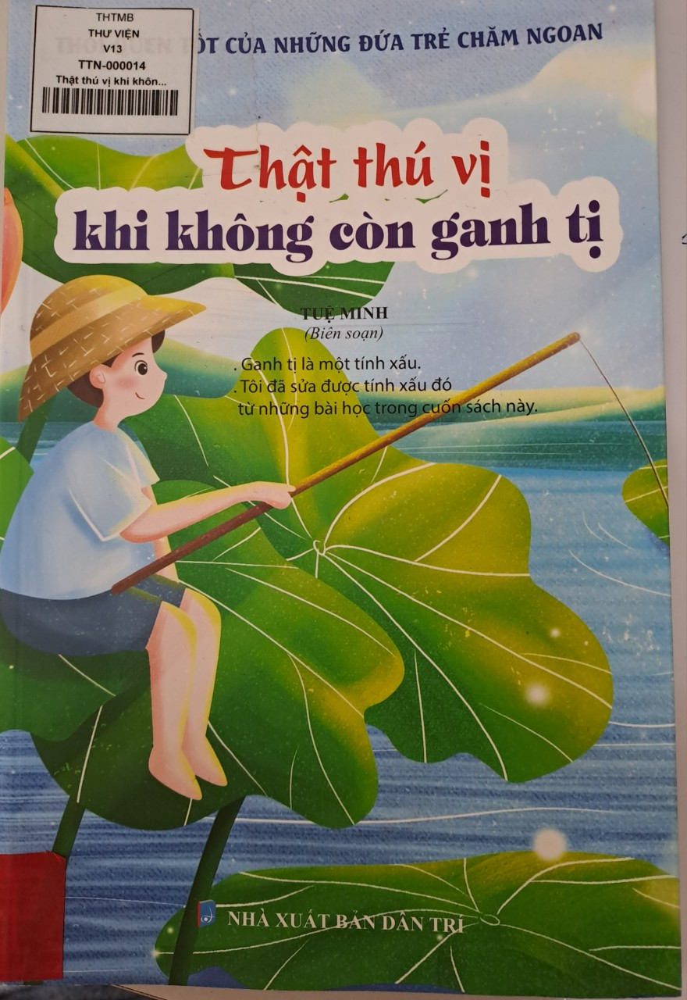 THTMB
THƯ VIỆN
V13
TTN-000014
Thật thú vị khi khôn...
TỐT CỦA NHỮNG ĐỨA TRẺ CHĂM NGOAN
Thật thú vị
khi không còn ganh tị
TUỆ MINH
(Biên soạn)
. Ganh tị là một tính xấu.
. Tôi đã sửa được tính xấu đó
từ những bài học trong cuốn sách này.
NHÀ XUẤT BẢN DÂN TRÍ